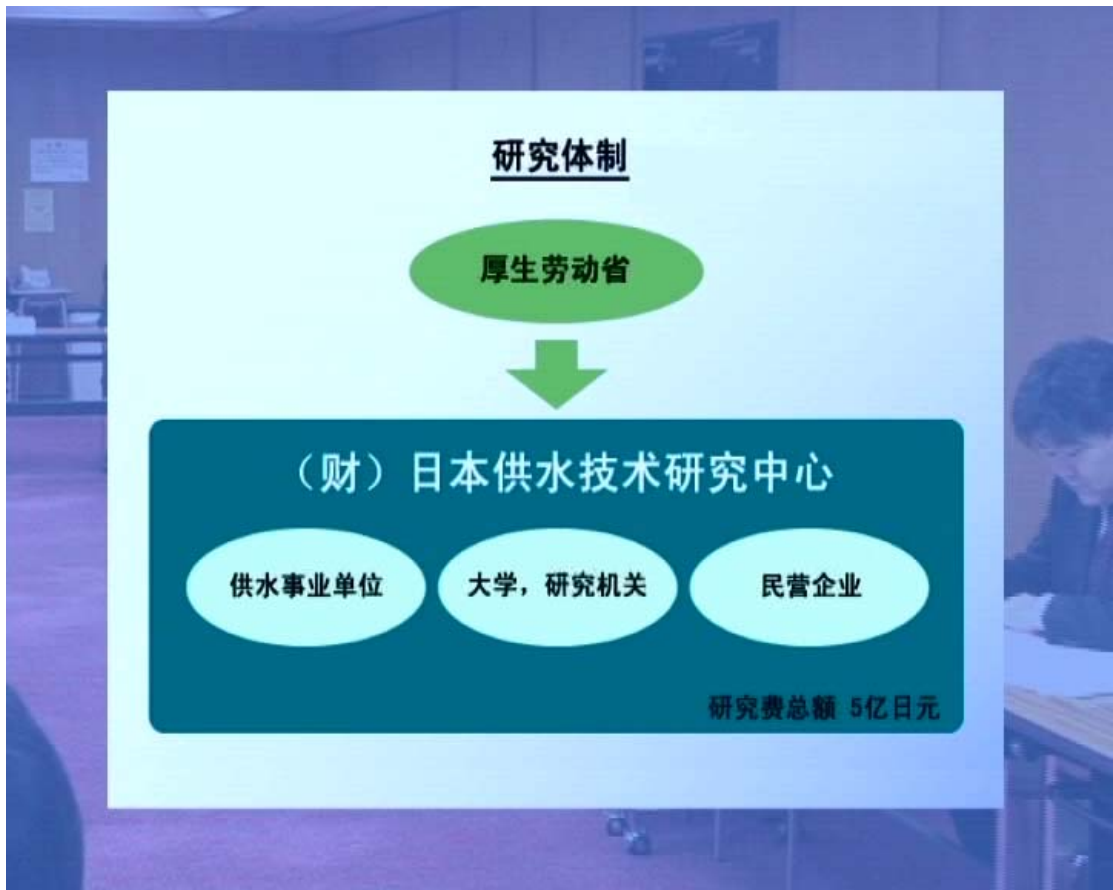 研究体制
厚生劳动省
（财）日本供水技术研究中心
供水事业单位
大学，研究机关
民营企业
研究费总额 5亿日元